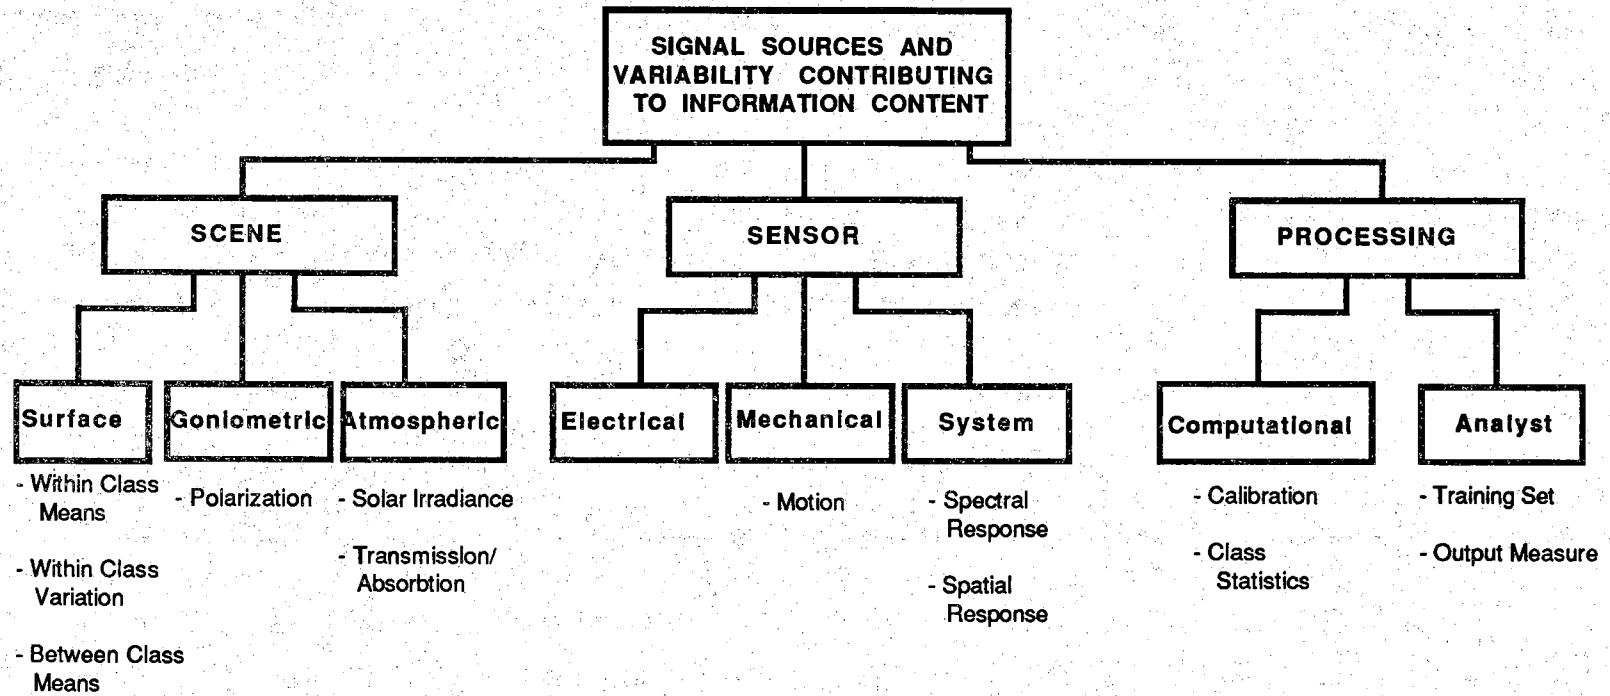 SIGNAL SOURCES AND
VARIABILITY CONTRIBUTING
TO INFORMATION CONTENT
SCENE
SENSOR
PROCESSING
Surface
Goniometric
Atmospheric
Electrical
Mechanical
System
Computational
Analyst
- Within Class
Means
- Within Class
Variation
- Between Class
Means
- Polarization
- Solar Irradiance
- Transmission/
Absorbtion
- Motion
- Spectral
Response
- Spatial
Response
- Calibration
- Class
Statistics
- Training Set
- Output Measure